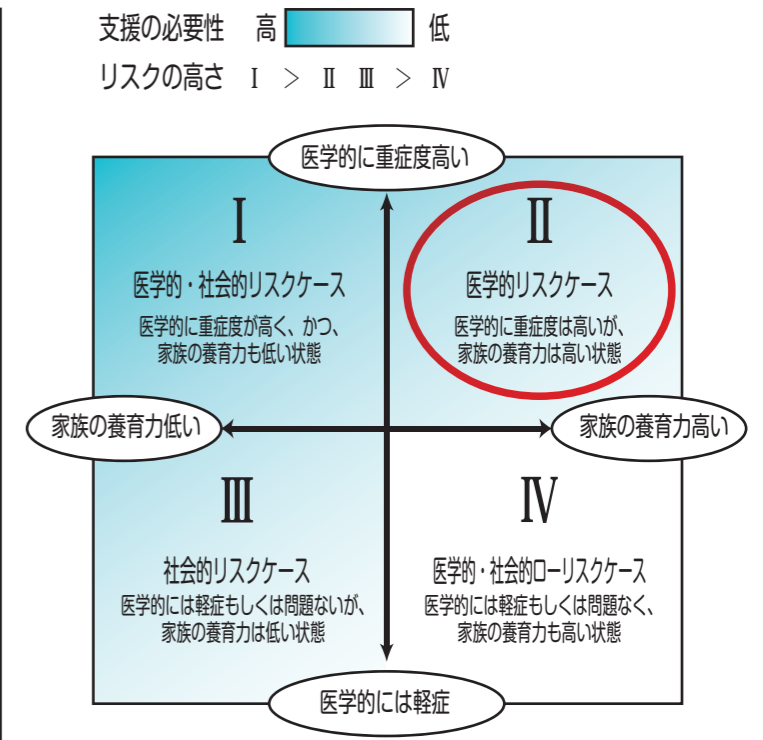 支援の必要性 高 低
リスクの高さ Ⅰ ＞ Ⅱ Ⅲ ＞ Ⅳ
医学的に重症度高い
Ⅰ
医学的・社会的リスクケース
医学的に重症度が高く、かつ、
家族の養育力も低い状態
Ⅱ
医学的リスクケース
医学的に重症度は高いが、
家族の養育力は高い状態
家族の養育力低い
家族の養育力高い
Ⅲ
社会的リスクケース
医学的には軽症もしくは問題ないが、
家族の養育力は低い状態
Ⅳ
医学的・社会的ローリスクケース
医学的には軽症もしくは問題なく、
家族の養育力も高い状態
医学的には軽症